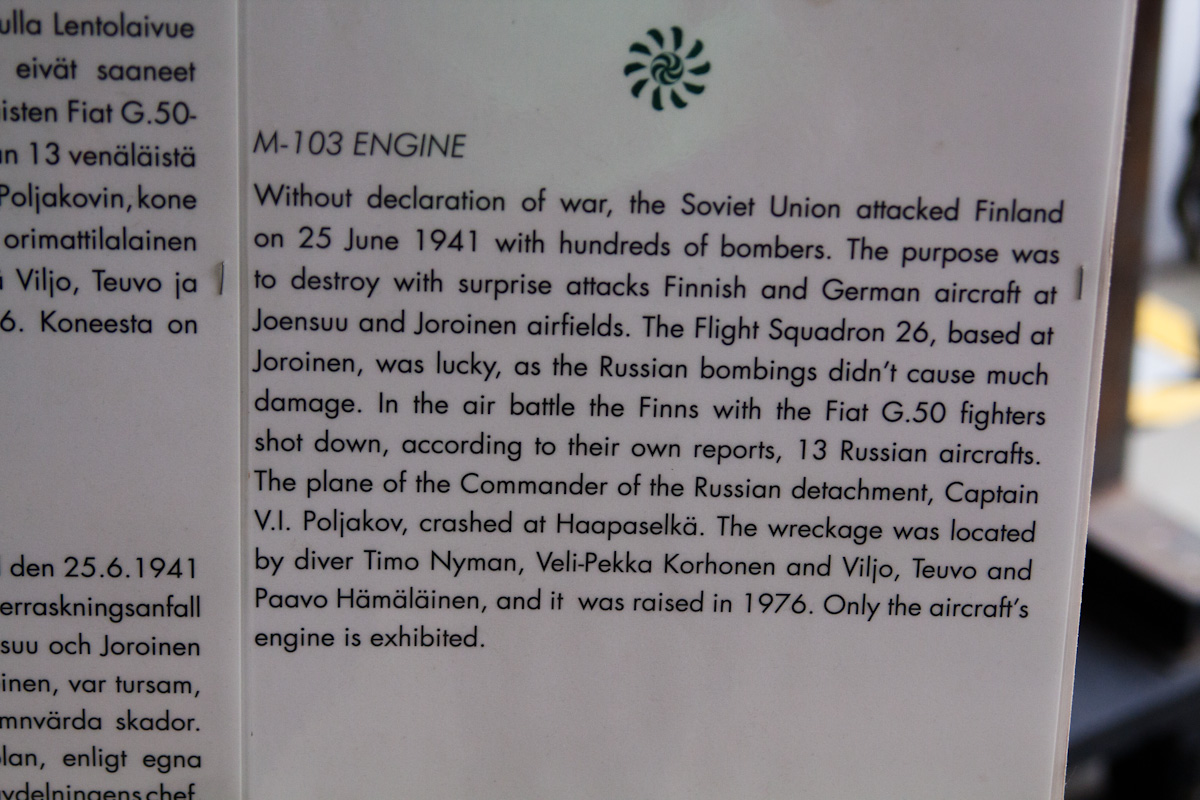 ulla Lentolaivue
eivät saaneet
isten Fiat G.50-
n 13 venäläistä
Poljakovin, kone
orimattilalainen
Viljo, Teuvo ja
6. Koneesta on
den 25.6.1941
erraskningsanfall
suu och Joroinen
inen, var tursam,
mnvärda skador.
lan, enligt egna
vdelningens chef
M-103 ENGINE
Without declaration of war, the Soviet Union attacked Finland
on 25 June 1941 with hundreds of bombers. The purpose was
to destroy with surprise attacks Finnish and German aircraft at
Joensuu and Joroinen airfields. The Flight Squadron 26, based at
Joroinen, was lucky, as the Russian bombings didn't cause much
damage. In the air battle the Finns with the Fiat G.50 fighters
shot down, according to their own reports, 13 Russian aircrafts.
The plane of the Commander of the Russian detachment, Captain
V.I. Poljakov, crashed at Haapaselkä. The wreckage was located
by diver Timo Nyman, Veli-Pekka Korhonen and Viljo, Teuvo and
Paavo Hämäläinen, and it was raised in 1976. Only the aircraft's
engine is exhibited.